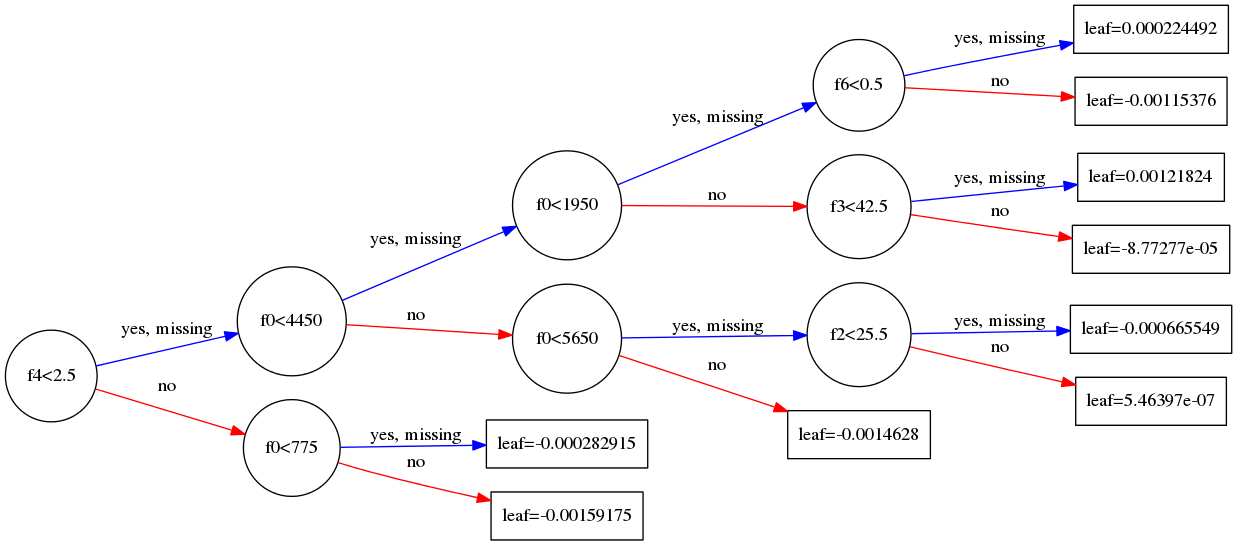 f4<2.5
yes, missing
no
f0<4450
f0<775
yes, missing
no
yes, missing
no
f0<1950
f0<5650
leaf=-0.000282915
leaf=-0.00159175
yes, missing
no
yes, missing
no
f6<0.5
f3<42.5
f2<25.5
leaf=-0.0014628
yes, missing
no
yes, missing
no
yes, missing
no
leaf=0.000224492
leaf=-0.00115376
leaf=0.00121824
leaf=-8.77277e-05
leaf=-0.000665549
leaf=5.46397e-07